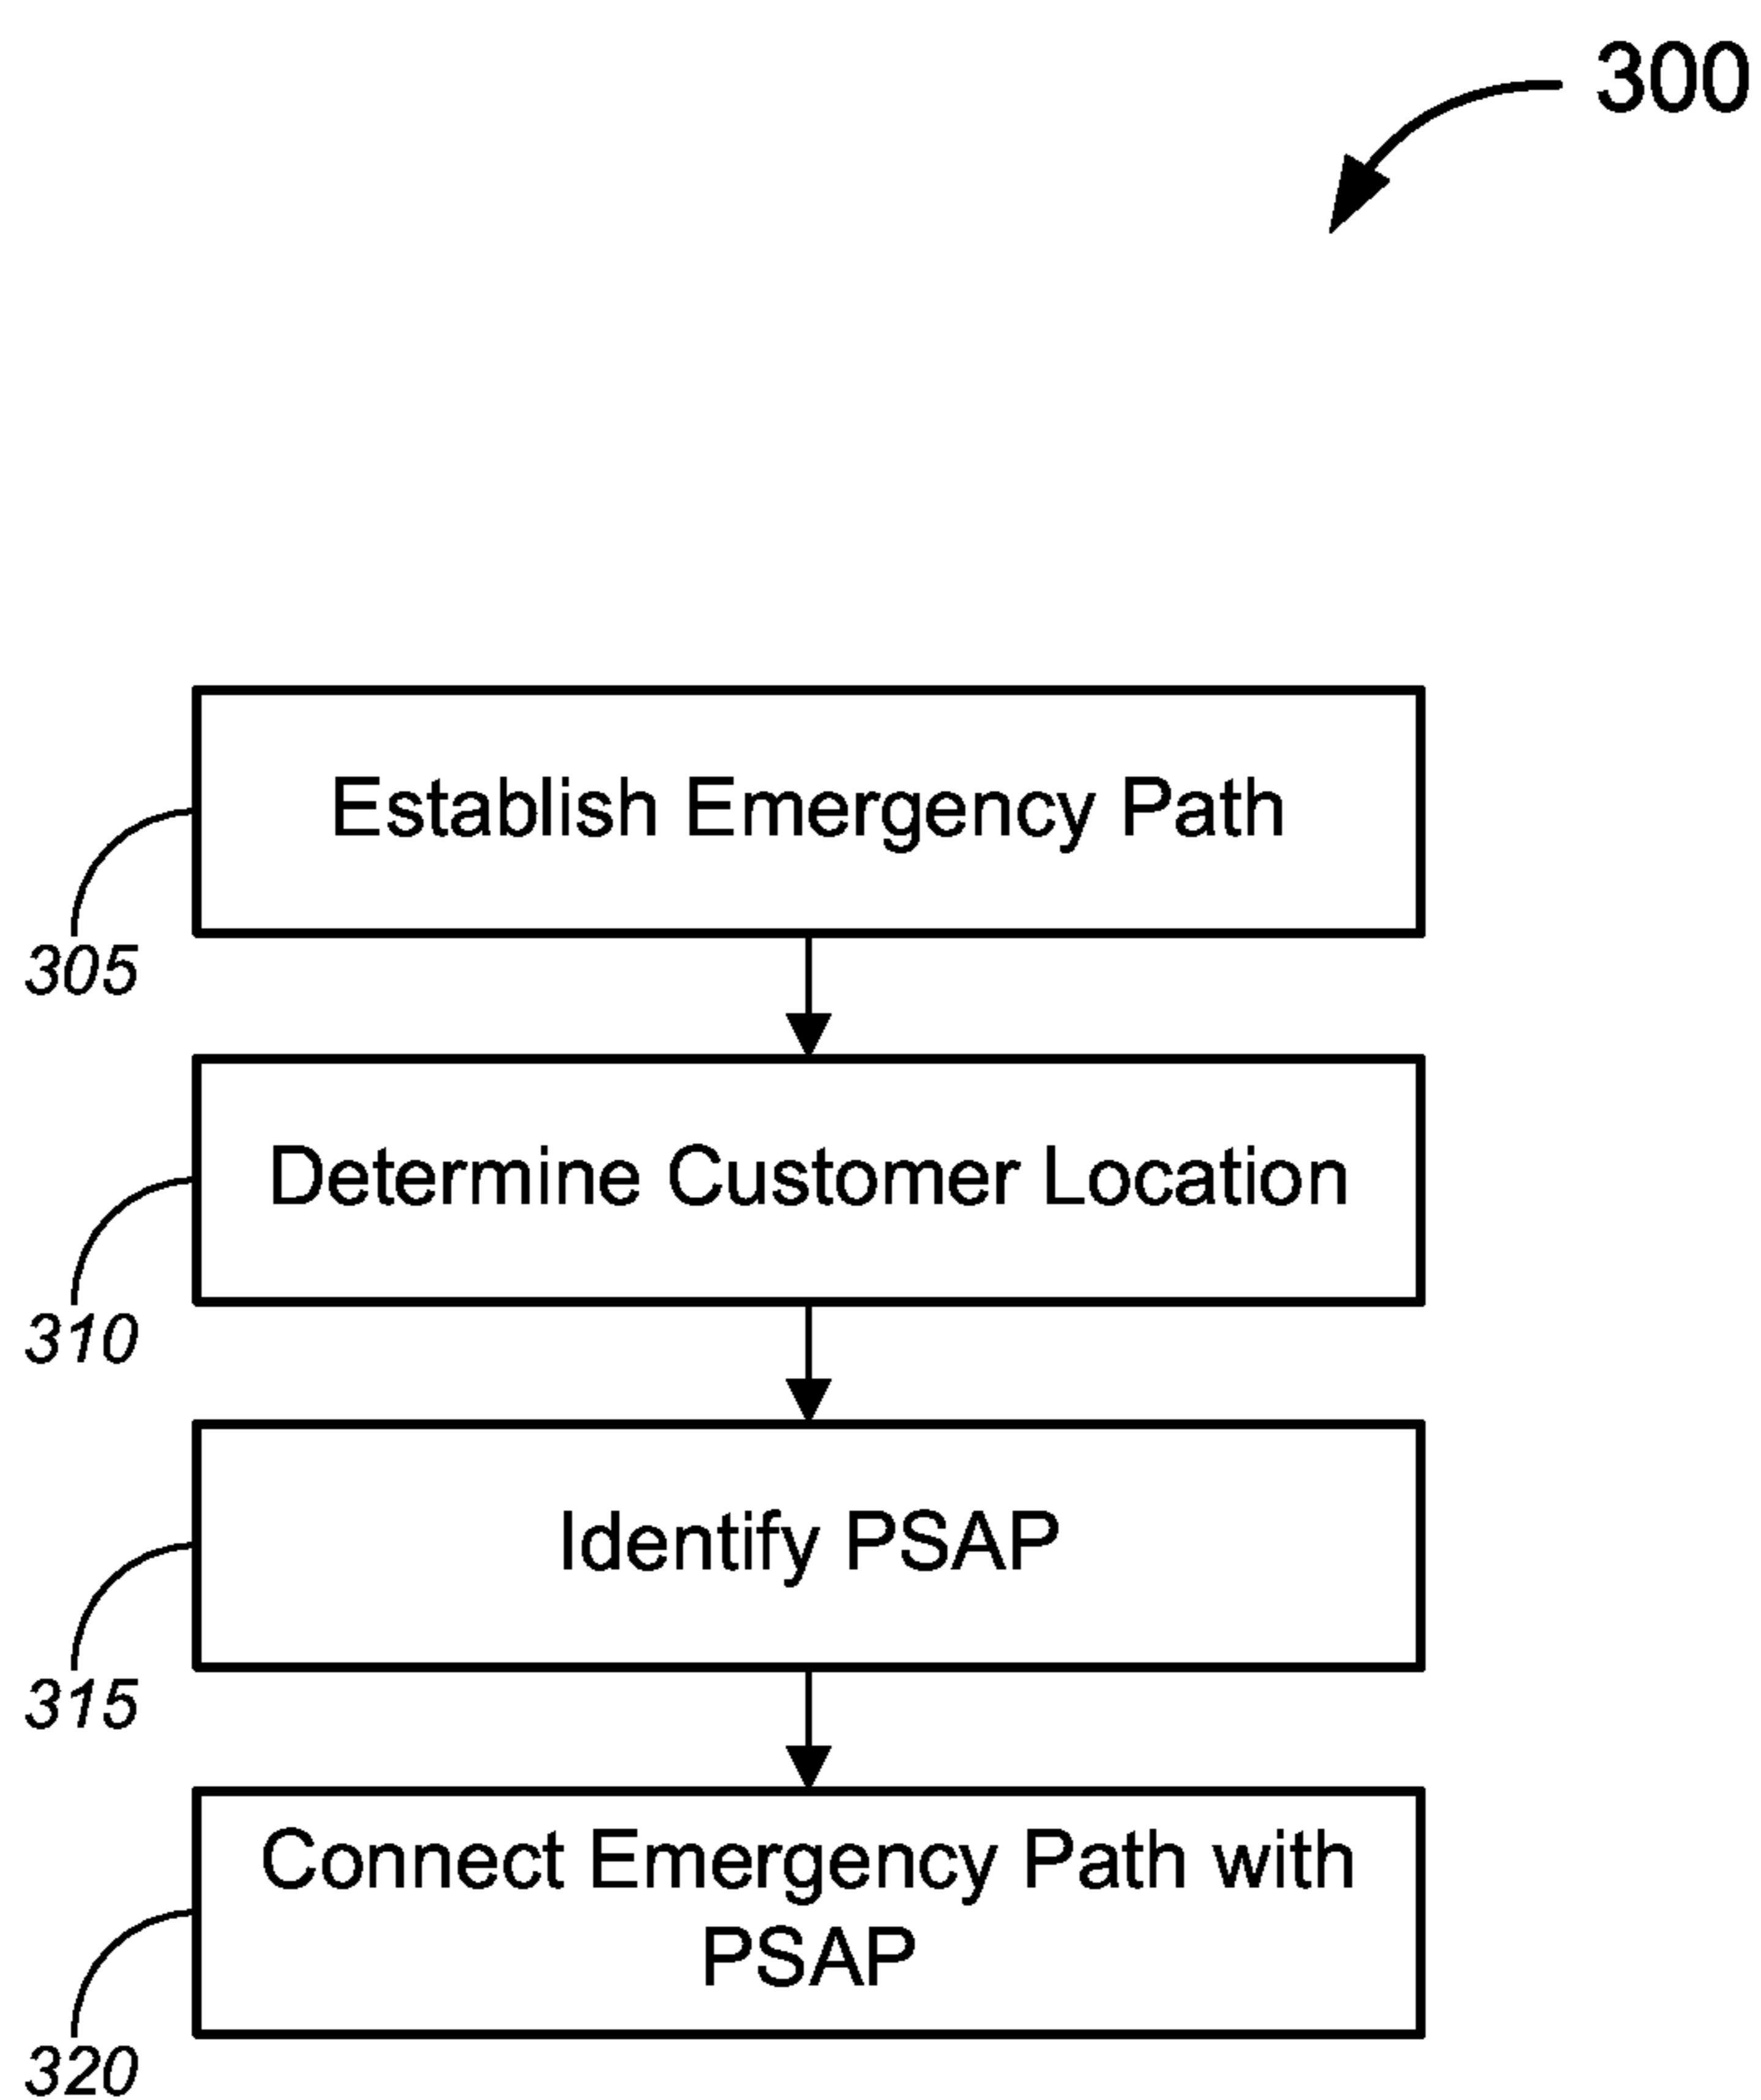 300
Establish Emergency Path
305
Determine Customer Location
310
Identify PSAP
315
Connect Emergency Path with
PSAP
320